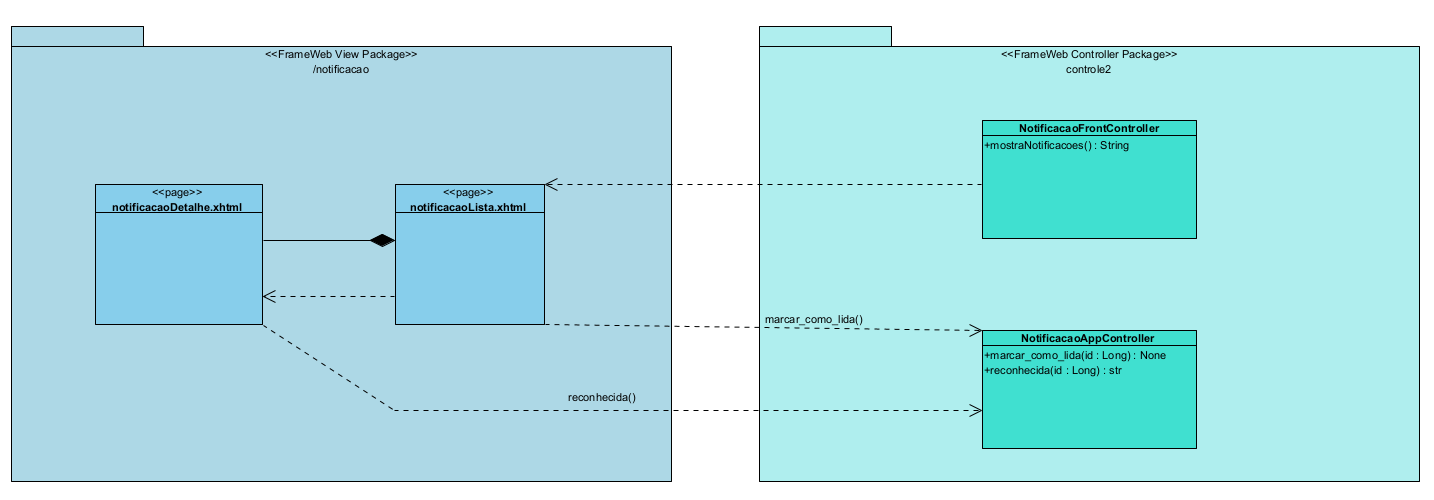 <<FrameWeb View Package>>
/notificacao
<<page>>
notificacaoDetalhe.xhtml
<<page>>
notificacaoLista.xhtml
<<FrameWeb Controller Package>>
controle2
NotificacaoFrontController
+mostraNotificacoes() : String
marcar_como_lida()
NotificacaoAppController
+marcar_como_lida(id : Long) : None
+reconhecida(id : Long) : str
reconhecida()